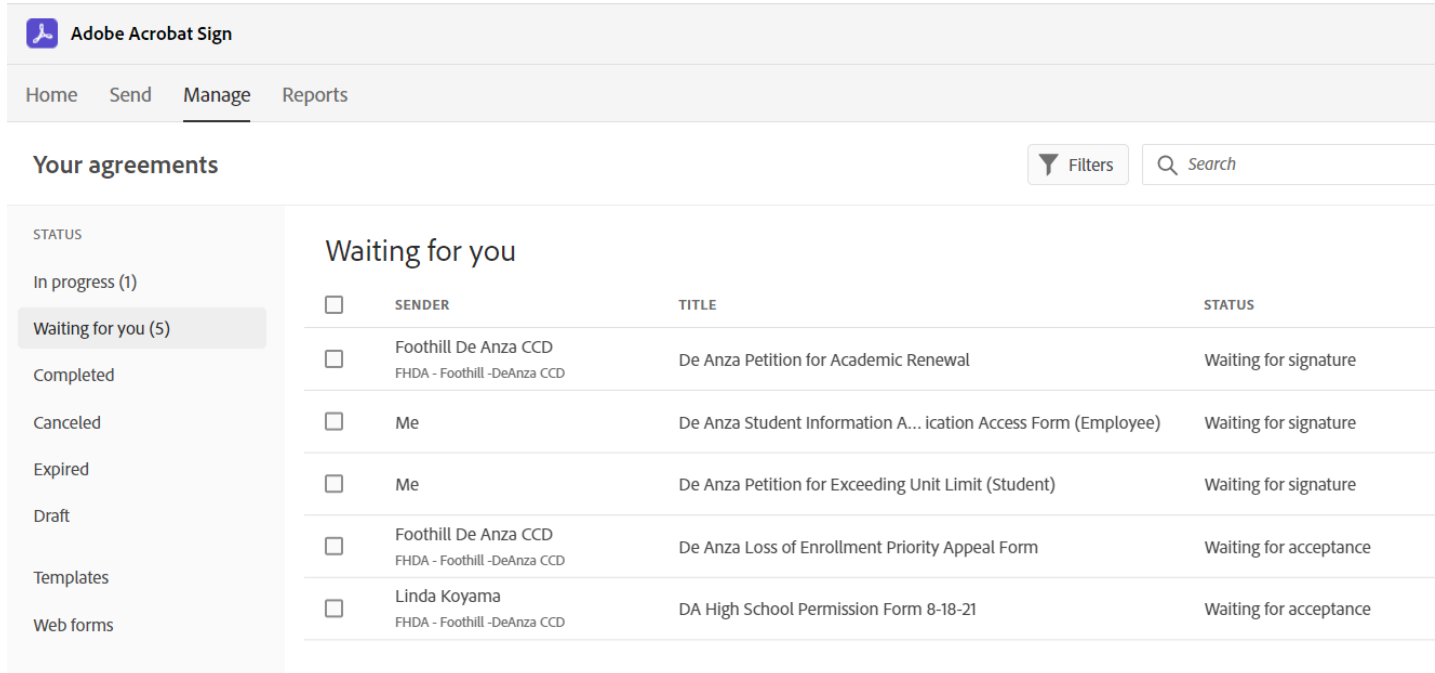 Adobe Acrobat Sign
Home Send Manage Reports
Your agreements
Filters
Search
STATUS
In progress (1)
Waiting for you (5)
Completed
Canceled
Expired
Draft
Templates
Web forms
Waiting for you
SENDER TITLE STATUS
Foothill De Anza CCD
FHDA - Foothill -DeAnza CCD
De Anza Petition for Academic Renewal
Waiting for signature
Me De Anza Student Information A... ication Access Form (Employee) Waiting for signature
Me De Anza Petition for Exceeding Unit Limit (Student) Waiting for signature
Foothill De Anza CCD
FHDA - Foothill -DeAnza CCD
De Anza Loss of Enrollment Priority Appeal Form
Waiting for acceptance
Linda Koyama
FHDA - Foothill -DeAnza CCD
DA High School Permission Form 8-18-21
Waiting for acceptance